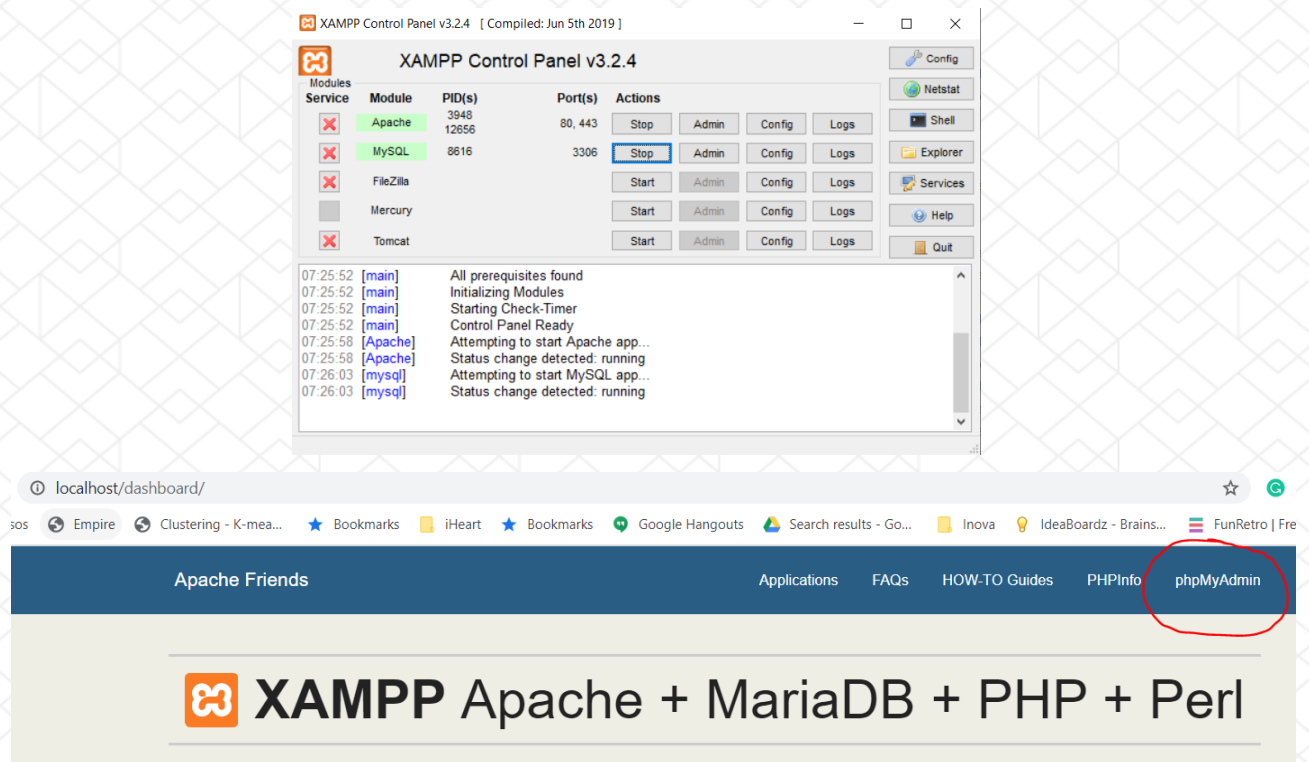 XAMPP Control Panel v3.2.4 [ Compiled: Jun 5th 2019 ]
XAMPP Control Panel v3.2.4
Config
Modules
Service Module PID(s) Port(s) Actions
Netstat
Apache 3948 12656 80, 443 Stop Admin Config Logs
Shell
MySQL 8616 3306 Stop Admin Config Logs
Explorer
FileZilla Start Admin Config Logs
Services
Mercury Start Admin Config Logs
Help
Tomcat Start Admin Config Logs
Quit
07:25:52 [main] All prerequisites found
07:25:52 [main] Initializing Modules
07:25:52 [main] Starting Check-Timer
07:25:52 [main] Control Panel Ready
07:25:58 [Apache] Attempting to start Apache app...
07:25:58 [Apache] Status change detected: running
07:26:03 [mysql] Attempting to start MySQL app...
07:26:03 [mysql] Status change detected: running
localhost/dashboard/
sos Empire Clustering - K-mea... Bookmarks iHeart Bookmarks Google Hangouts Search results - Go... Inova IdeaBoardz - Brains... FunRetro | Fre
Apache Friends Applications FAQs HOW-TO Guides PHPInfo phpMyAdmin
XAMPP Apache + MariaDB + PHP + Perl